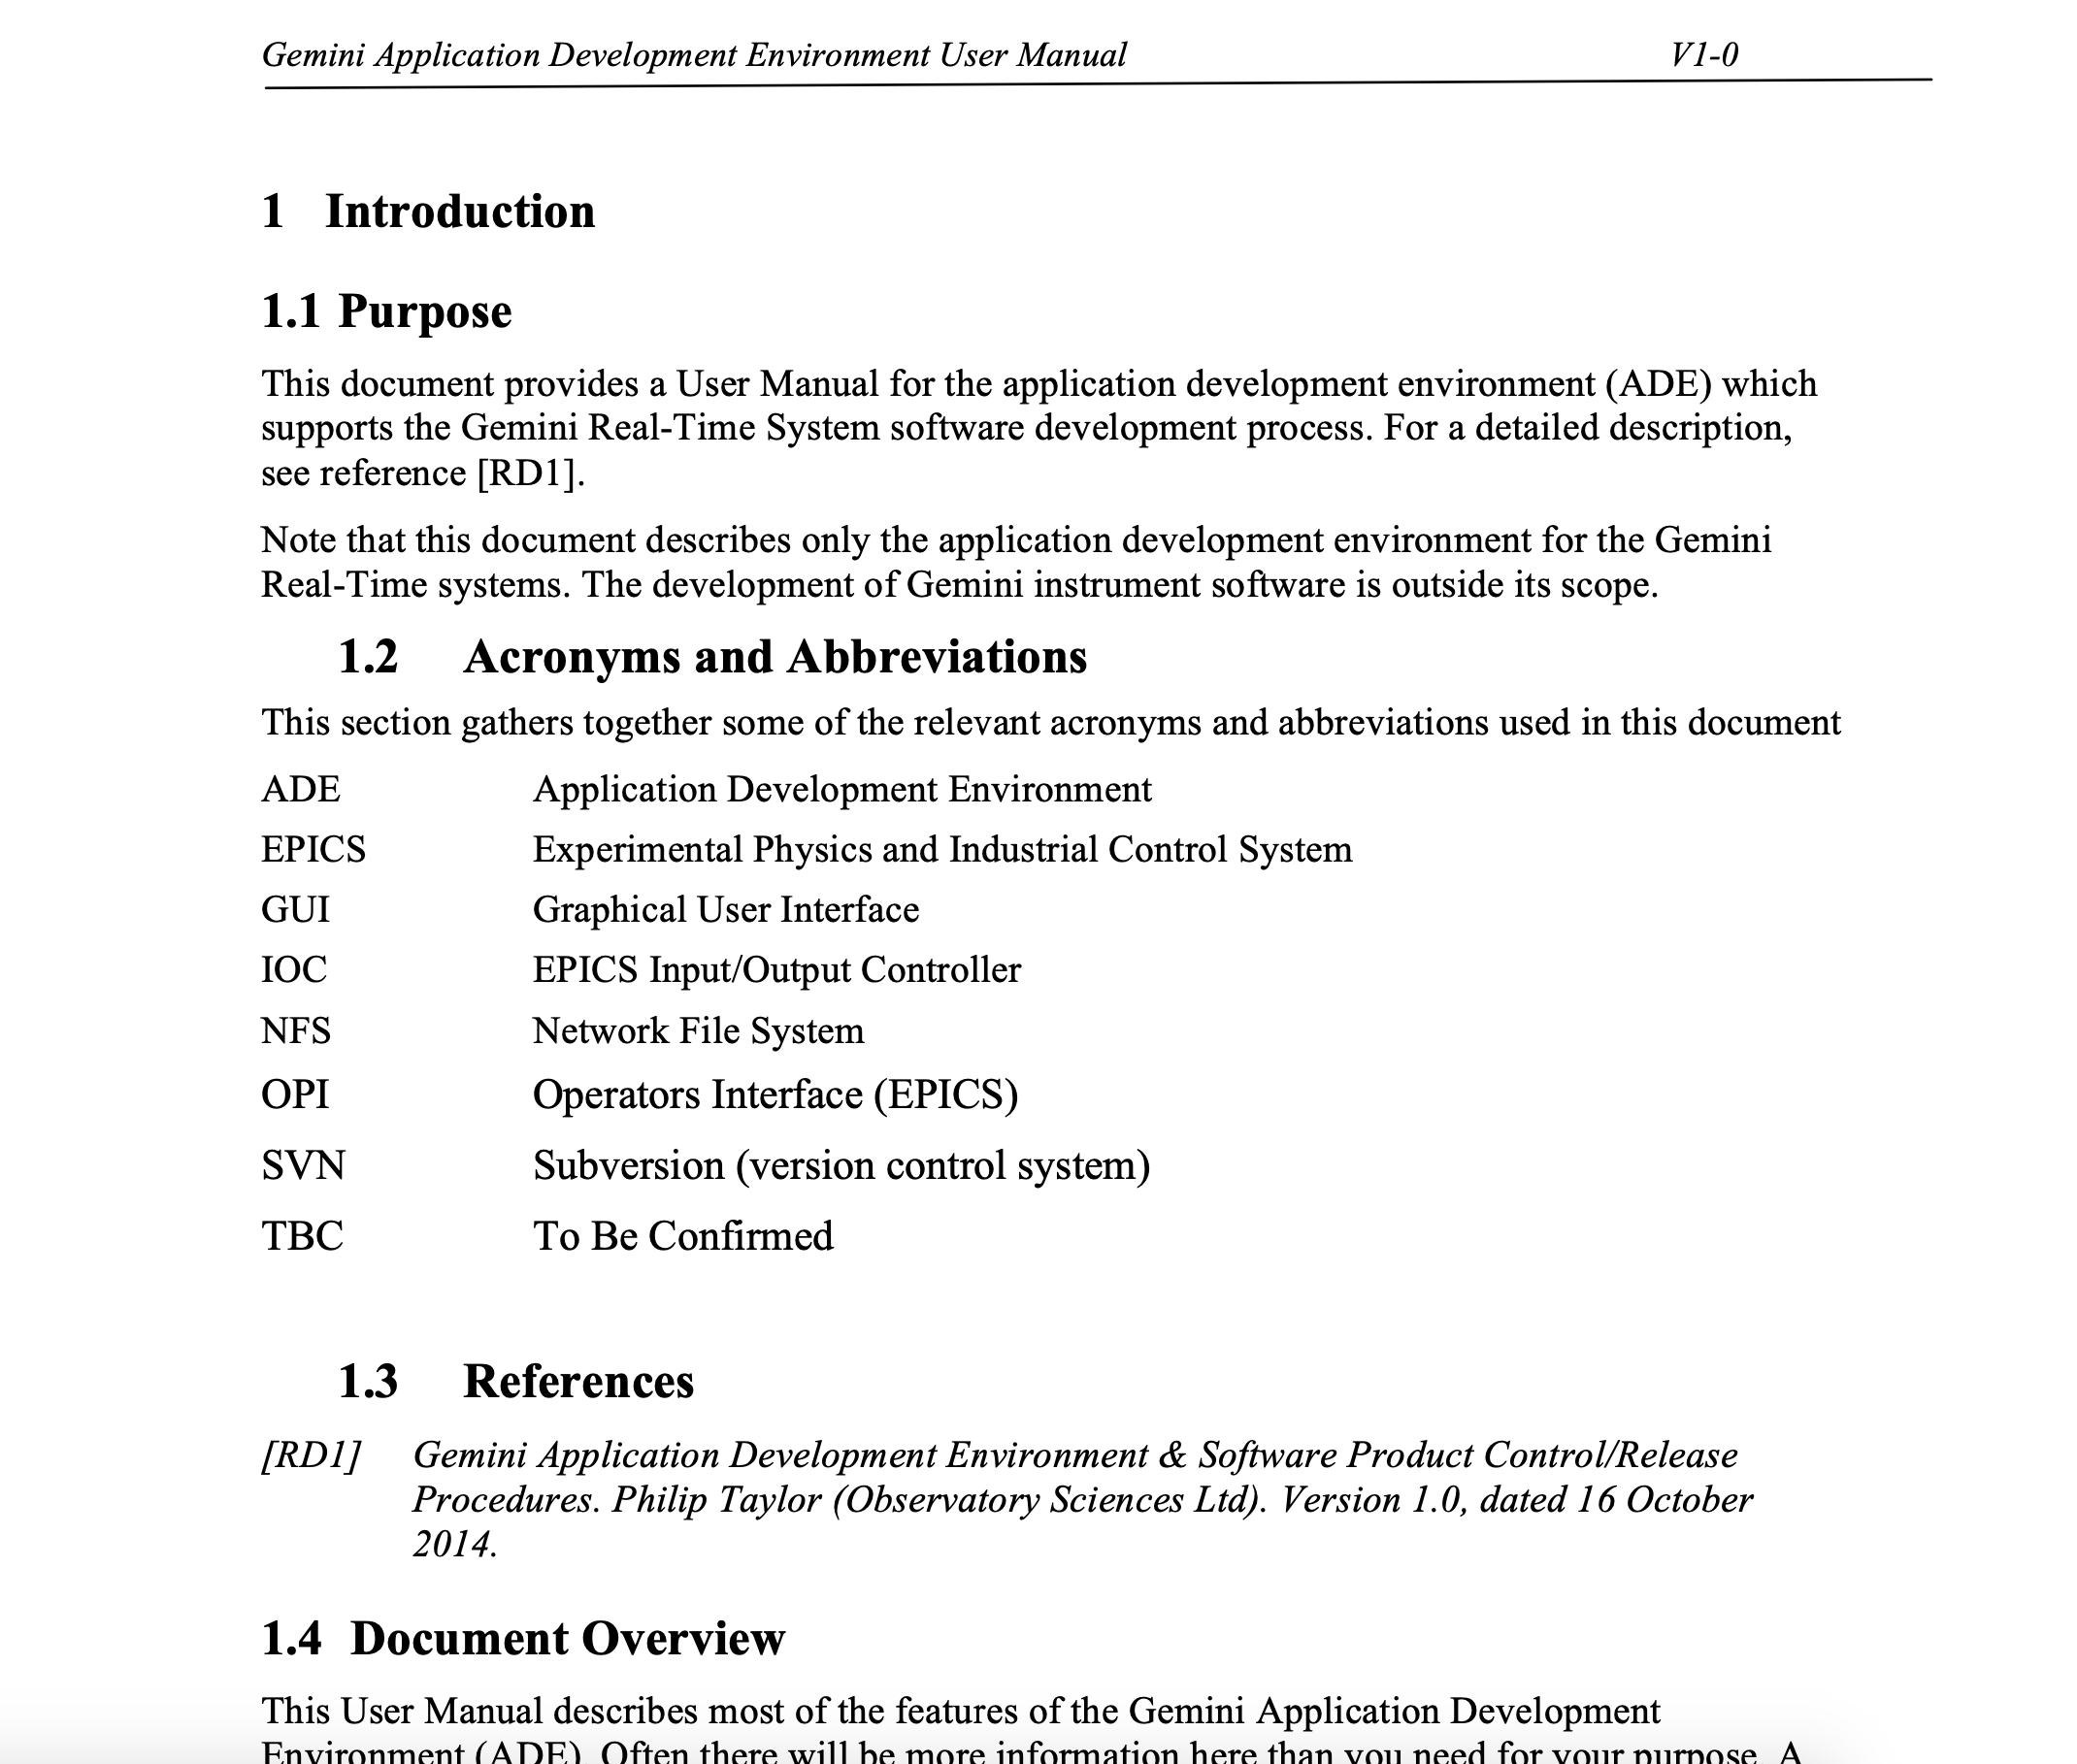 Gemini Application Development Environment User Manual V1-0
1 Introduction
1.1 Purpose
This document provides a User Manual for the application development environment (ADE) which
supports the Gemini Real-Time System software development process. For a detailed description,
see reference [RD1].
Note that this document describes only the application development environment for the Gemini
Real-Time systems. The development of Gemini instrument software is outside its scope.
1.2 Acronyms and Abbreviations
This section gathers together some of the relevant acronyms and abbreviations used in this document
ADE Application Development Environment
EPICS Experimental Physics and Industrial Control System
GUI Graphical User Interface
IOC EPICS Input/Output Controller
NFS Network File System
OPI Operators Interface (EPICS)
SVN Subversion (version control system)
TBC To Be Confirmed
1.3 References
[RD1] Gemini Application Development Environment & Software Product Control/Release
Procedures. Philip Taylor (Observatory Sciences Ltd). Version 1.0, dated 16 October
2014.
1.4 Document Overview
This User Manual describes most of the features of the Gemini Application Development
Environment (ADE). Often there will be more information here than you need for your purpose. A